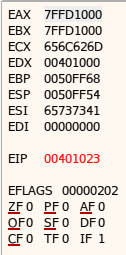 EAX 7FFD1000
EBX 7FFD1000
ECX 656C626D
EDX 00401000
EBP 0050FF68
ESP 0050FF54
ESI 65737341
EDI 00000000
EIP 00401023
EFLAGS 00000202
ZF 0 PF 0 AF 0
OF 0 SF 0 DF 0
CF 0 TF 0 IF 1